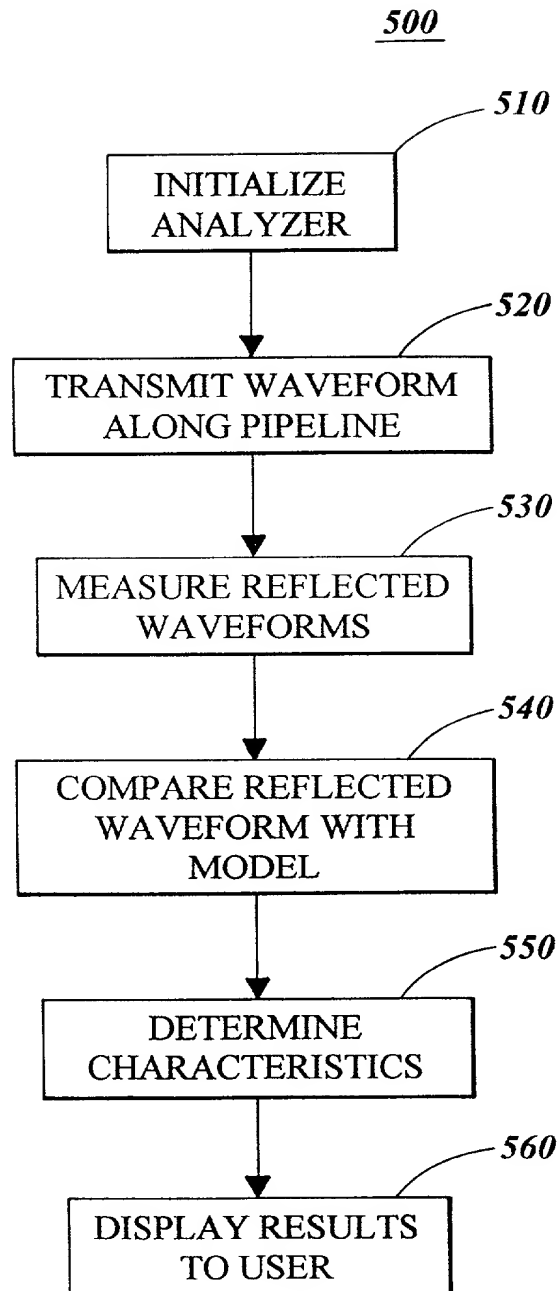 500
510
INITIALIZE
ANALYZER
520
TRANSMIT WAVEFORM
ALONG PIPELINE
530
MEASURE REFLECTED
WAVEFORMS
540
COMPARE REFLECTED
WAVEFORM WITH
MODEL
550
DETERMINE
CHARACTERISTICS
560
DISPLAY RESULTS
TO USER